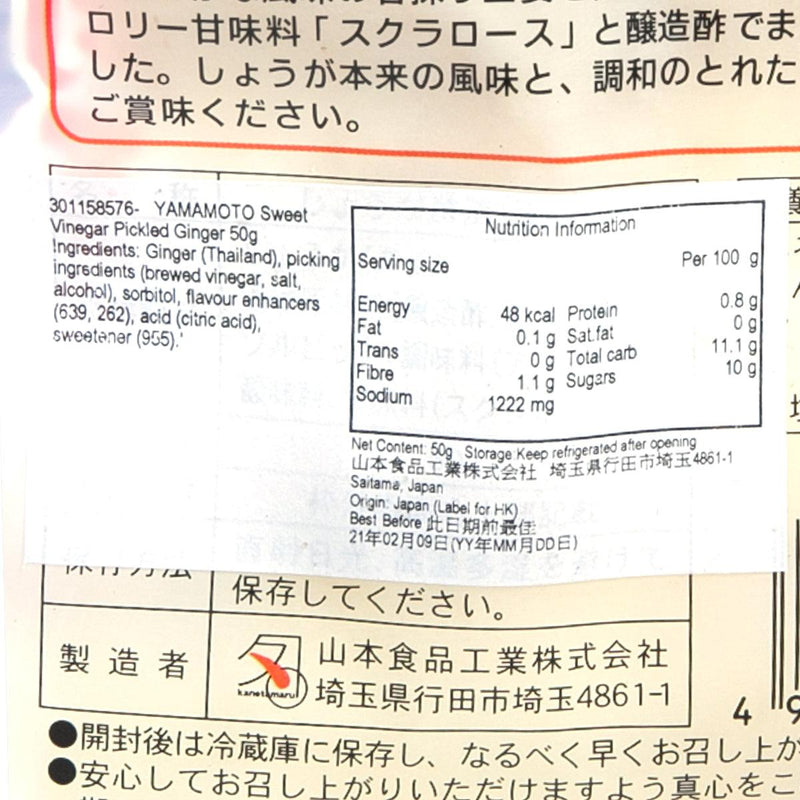 ロリー甘味料「スクラロース」と醸造酢でま
した。しょうが本来の風味と、調和のとれた
ご賞味ください。
301158576- YAMAMOTO Sweet
Vinegar Pickled Ginger 50g
Ingredients: Ginger (Thailand), picking
ingredients (brewed vinegar, salt,
alcohol), sorbitol, flavour enhancers
(639, 262), acid (citric acid),
sweetener (955).
Nutrition Information
Serving size Per 100 g
Energy 48 kcal Protein 0.8 g
Fat 0.1 g Sat.fat 0 g
Trans 0 g Total carb 11.1 g
Fibre 1.1 g Sugars 10 g
Sodium 1222 mg
Net Content: 50g Storage:Keep refrigerated after opening
山本食品工業株式会社 埼玉県行田市埼玉4861-1
Saitama, Japan
Origin: Japan (Label for HK)
Best Before 此日期前最佳
21年02月09日(YY年MM月DD日)
保存方法
保存してください。
製造者
kanetamaru
山本食品工業株式会社
埼玉県行田市埼玉4861-1
4 9
●開封後は冷蔵庫に保存し、なるべく早くお召し上が
●安心してお召し上がりいただけますよう真心をこ